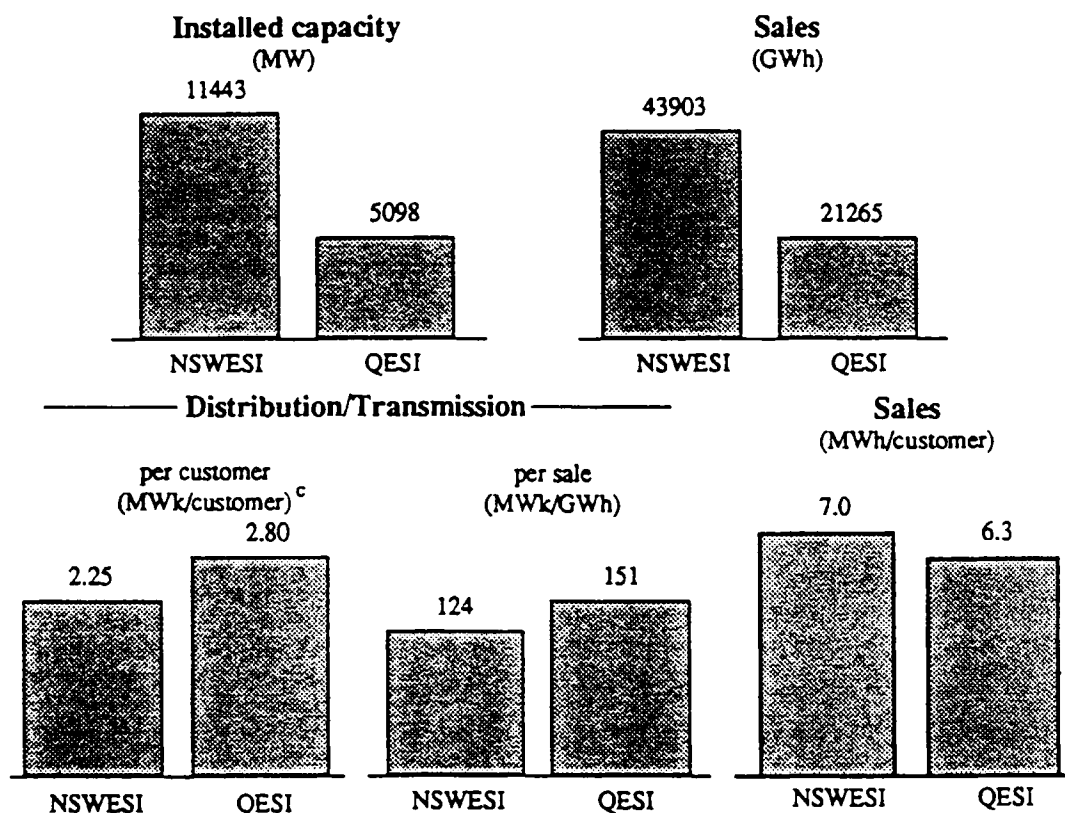 Installed capacity
(MW)
11443
5098
NSWESI QESI
Sales
(GWh)
43903
21265
NSWESI QESI
Distribution/Transmission
per customer
(MWk/customer) c
2.25
2.80
NSWESI QESI
per sale
(MWk/GWh)
124
151
NSWESI QESI
Sales
(MWh/customer)
7.0
6.3
NSWESI QESI